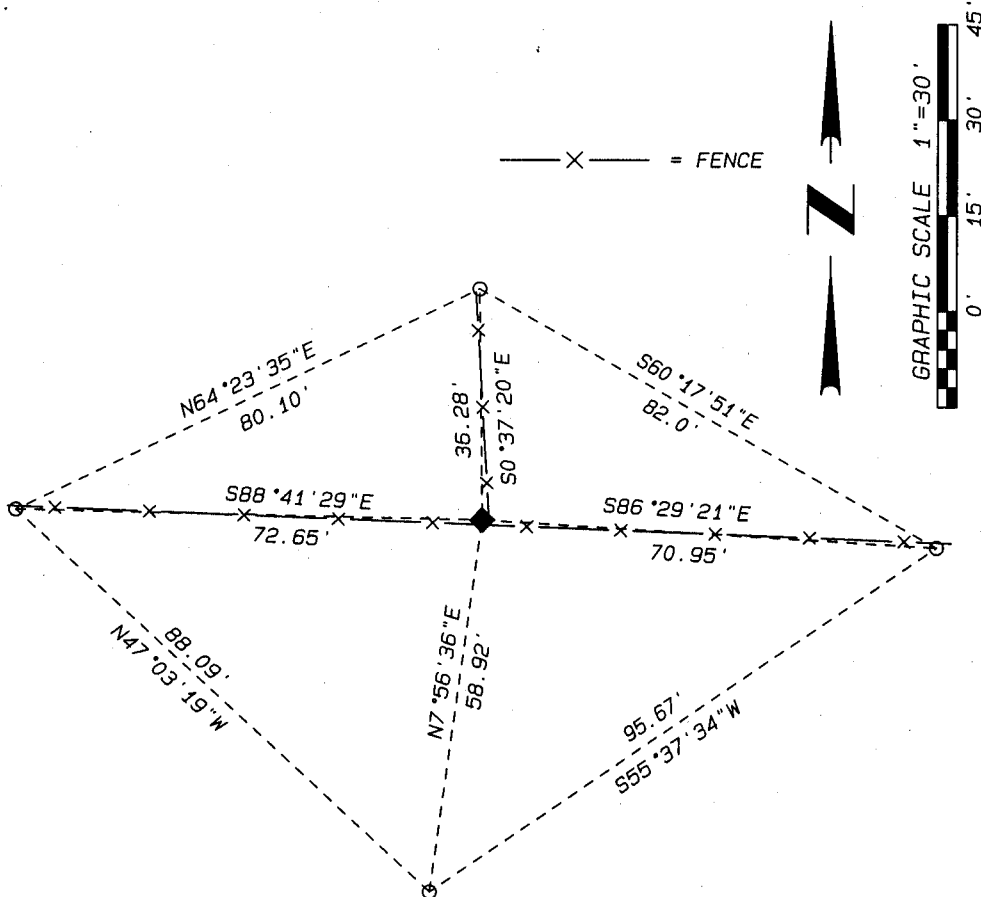 N64°23'35"E
80.10'
S60°17'51"E
82.0'
36.28'
S0°37'20"E
S88°41'29"E
72.65'
S86°29'21"E
70.95'
88.09'
N47°03'19"W
N7°56'36"E
58.92'
95.67'
S55°37'34"W
X = FENCE
N
GRAPHIC SCALE 1"=30'
0' 15' 30' 45'